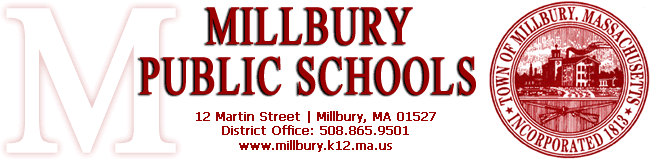 M
MILLBURY
PUBLIC SCHOOLS
12 Martin Street | Millbury, MA 01527
District Office: 508.865.9501
www.millbury.k12.ma.us
TOWN OF MILLBURY, MASSACHUSETTS
INCORPORATED 1813